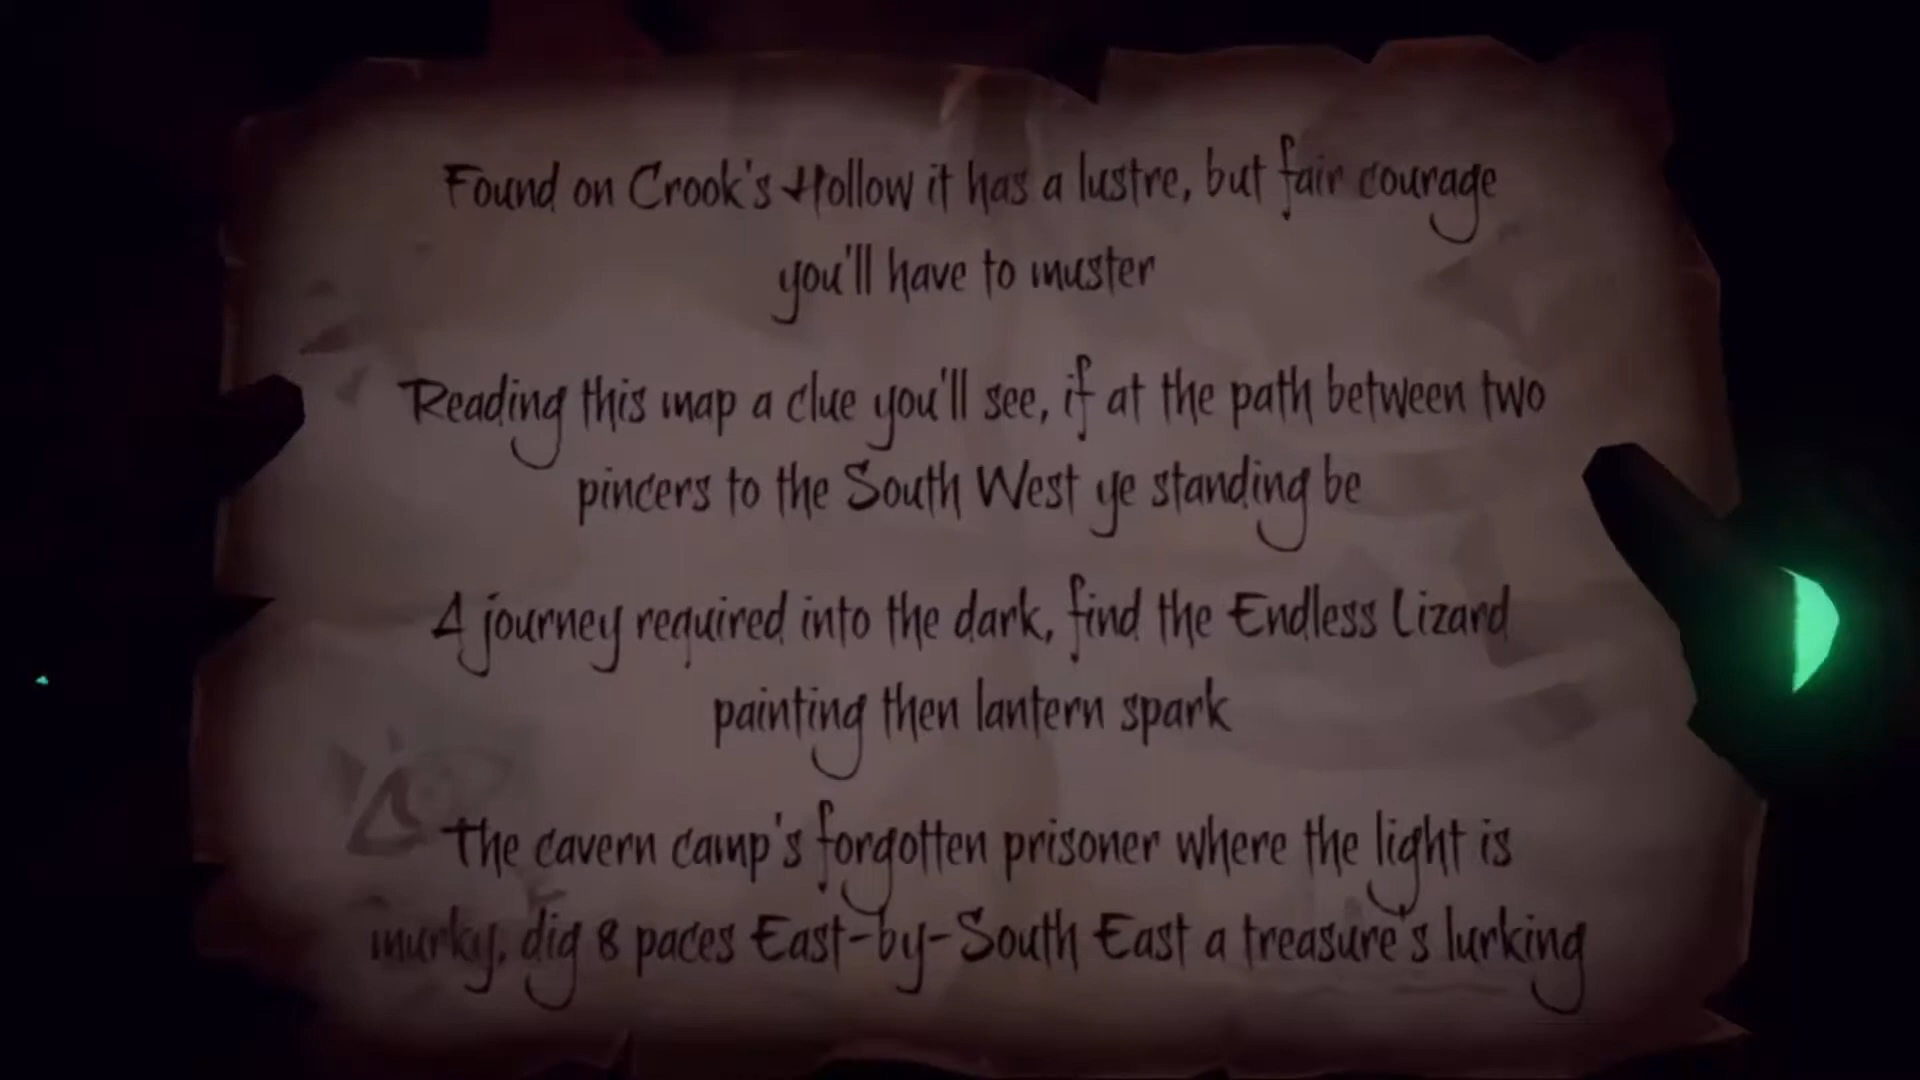 Found on Crook's Hollow it has a lustre, but fair courage
you'll have to muster
Reading this map a clue you'll see, if at the path between two
pincers to the South West ye standing be
A journey required into the dark, find the Endless Lizard
painting then lantern spark
The cavern camp's forgotten prisoner where the light is
murky, dig 8 paces East-by-South East a treasure's lurking